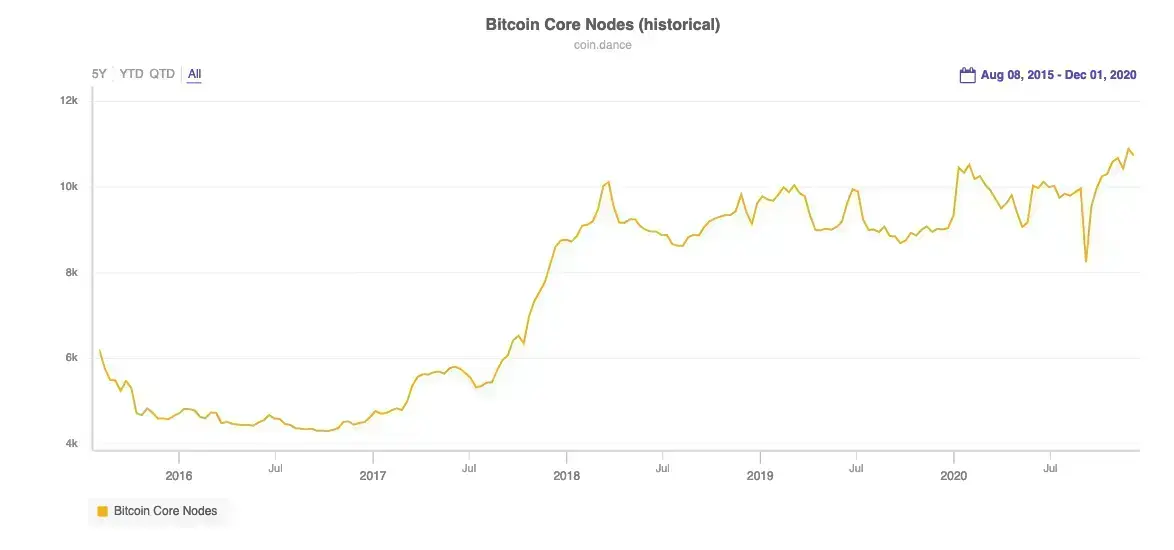 Bitcoin Core Nodes (historical)
coin.dance
5Y YTD QTD All
Aug 08, 2015 - Dec 01, 2020
12k
10k
8k
6k
4k
2016 Jul 2017 Jul 2018 Jul 2019 Jul 2020 Jul
Bitcoin Core Nodes